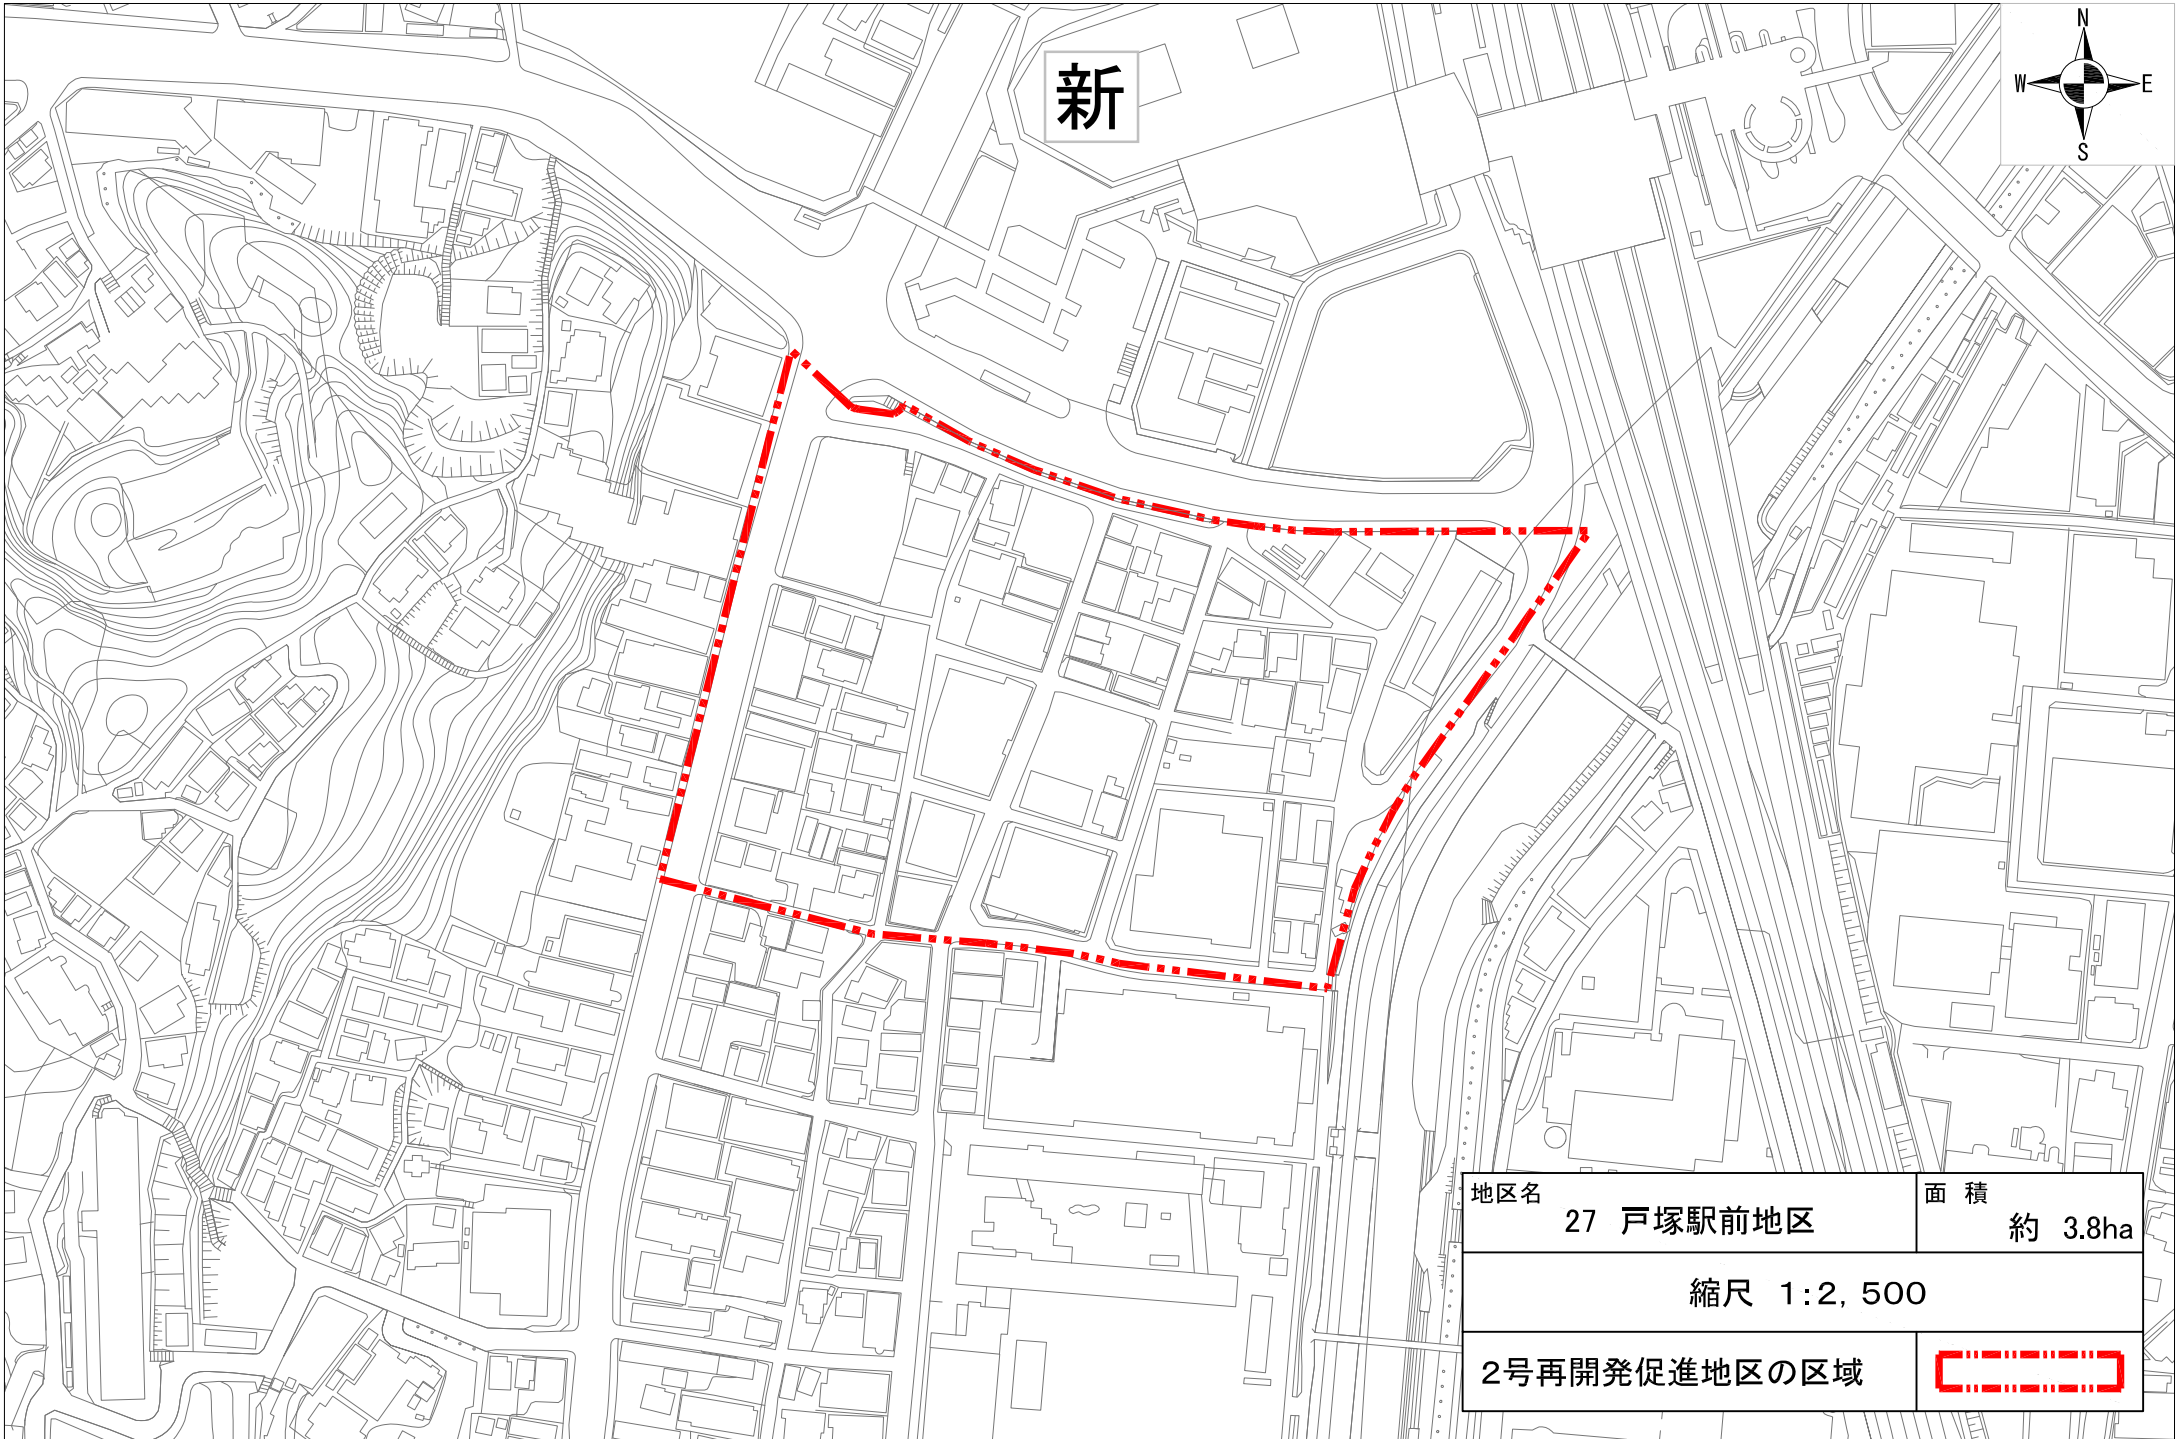 新
N
W E
S
地区名
27 戸塚駅前地区
面 積
約 3.8ha
縮尺 1:2,500
2号再開発促進地区の区域